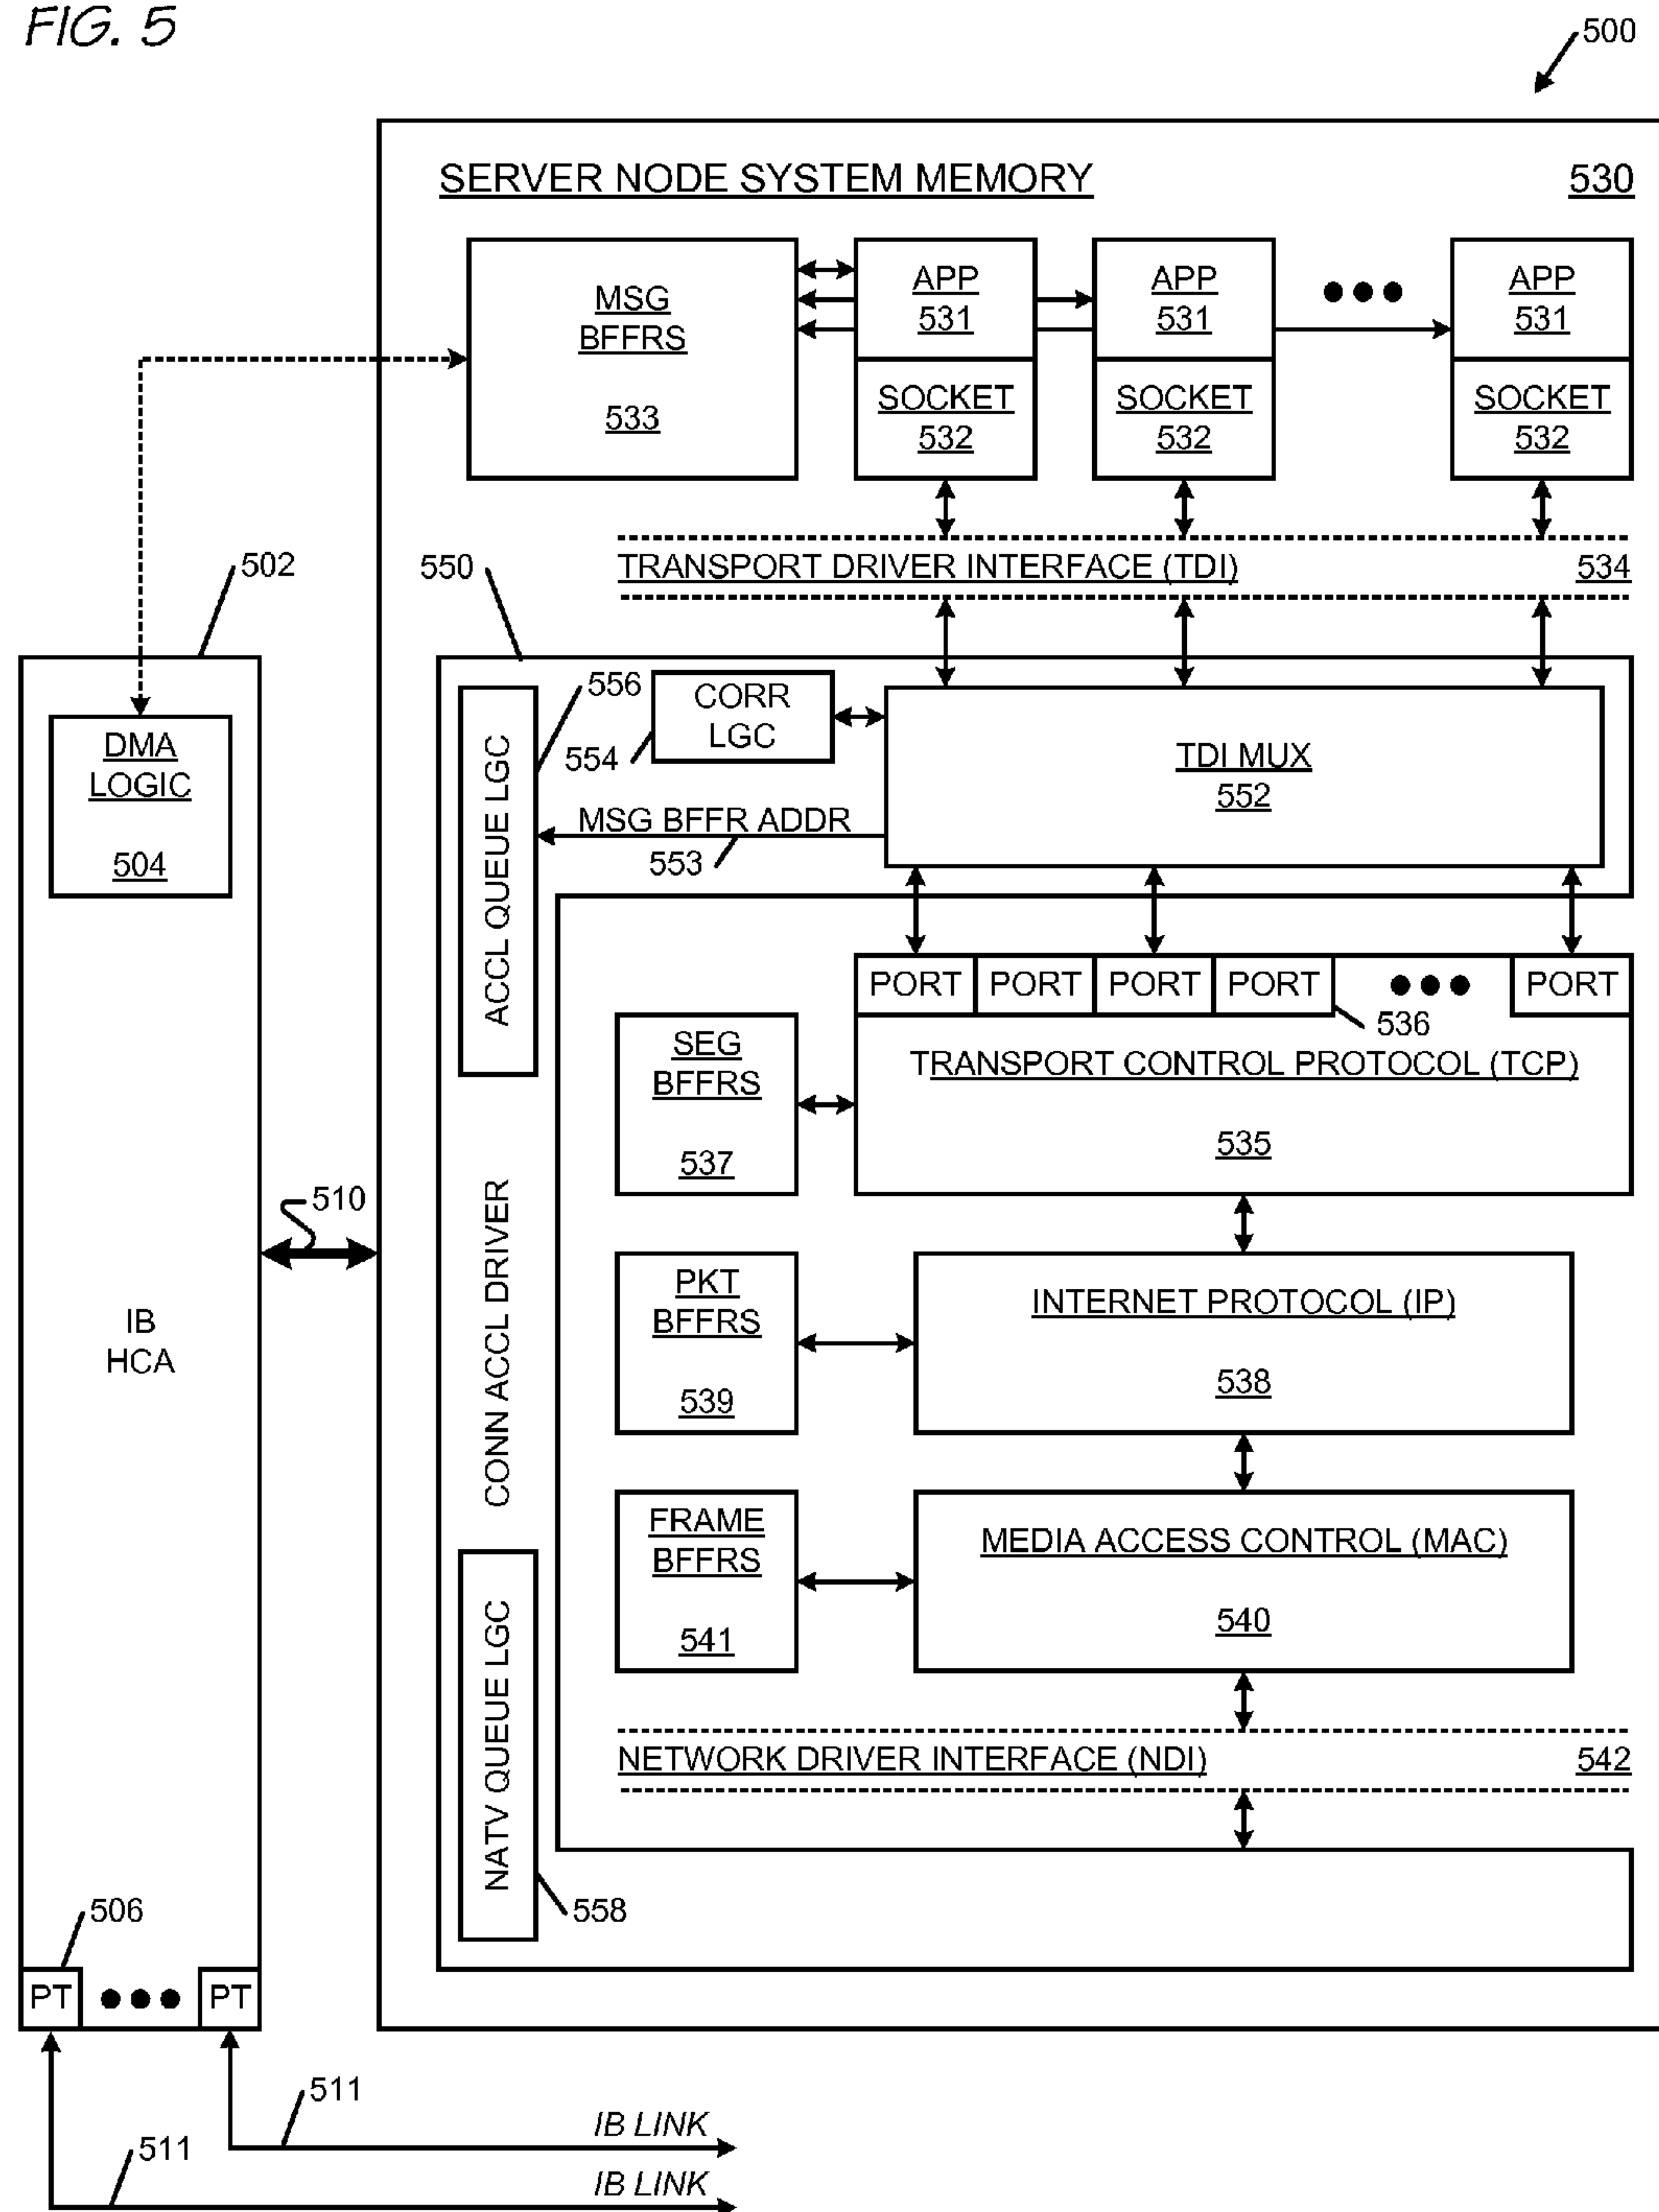 FIG. 5
500
SERVER NODE SYSTEM MEMORY
530
MSG
BFFRS
533
APP
531
SOCKET
532
APP
531
SOCKET
532
APP
531
SOCKET
532
TRANSPORT DRIVER INTERFACE (TDI)
534
502
550
DMA
LOGIC
504
556
ACCL QUEUE LGC
CORR
LGC
554
TDI MUX
552
MSG BFFR ADDR
553
PORT
PORT
PORT
PORT
PORT
536
SEG
BFFRS
537
TRANSPORT CONTROL PROTOCOL (TCP)
535
510
CONN ACCL DRIVER
IB
HCA
PKT
BFFRS
539
INTERNET PROTOCOL (IP)
538
FRAME
BFFRS
541
MEDIA ACCESS CONTROL (MAC)
540
NATV QUEUE LGC
558
NETWORK DRIVER INTERFACE (NDI)
542
506
PT
PT
511
IB LINK
511
IB LINK